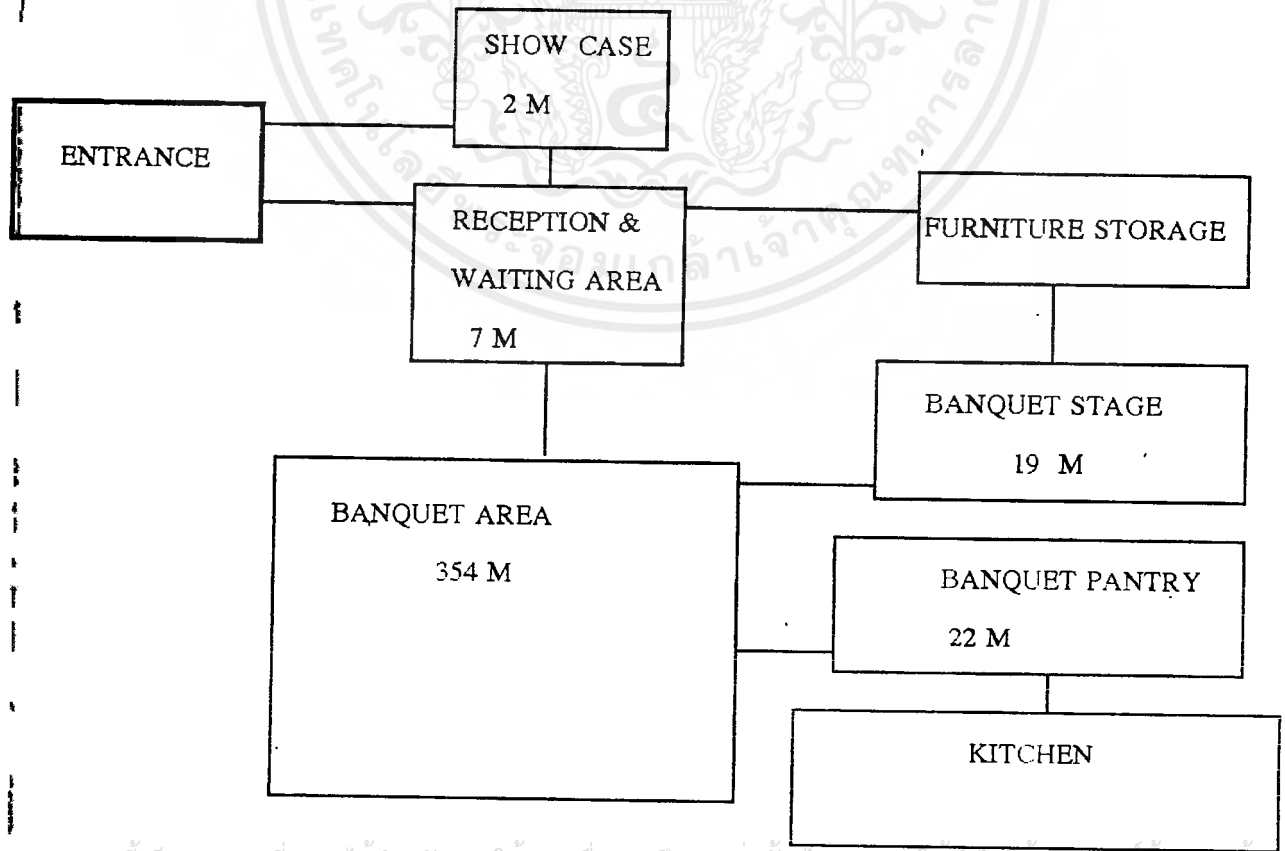 SHOW CASE
2 M
ENTRANCE
RECEPTION &
WAITING AREA
7 M
FURNITURE STORAGE
BANQUET STAGE
19 M
BANQUET AREA
354 M
BANQUET PANTRY
22 M
KITCHEN